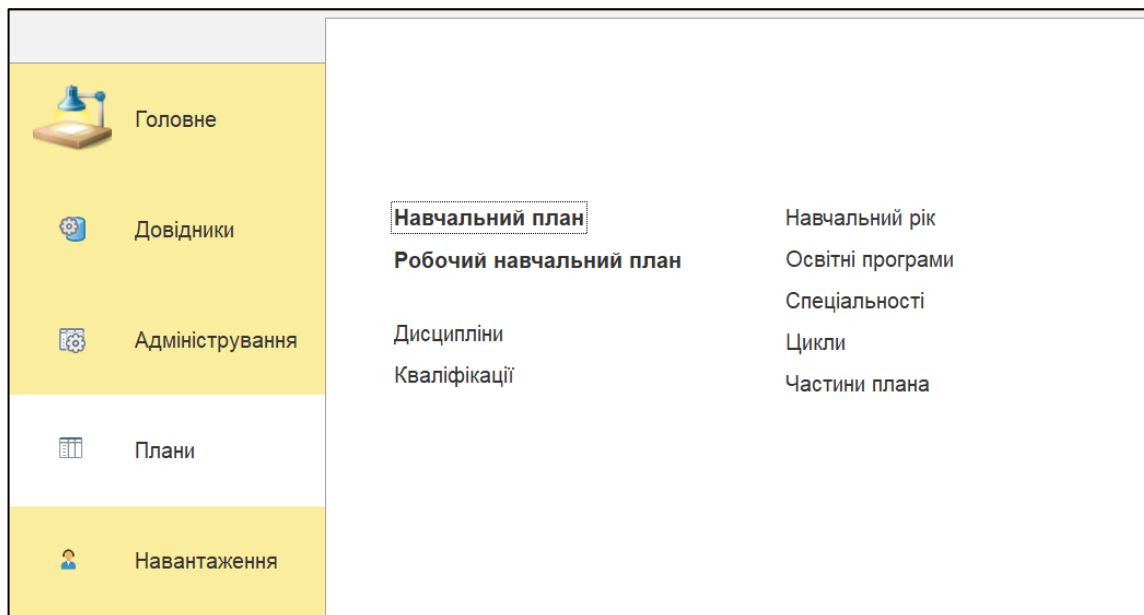 Головне
Довідники
Адміністрування
Плани
Навантаження
Навчальний план
Робочий навчальний план
Дисципліни
Кваліфікації
Навчальний рік
Освітні програми
Спеціальності
Цикли
Частини плана